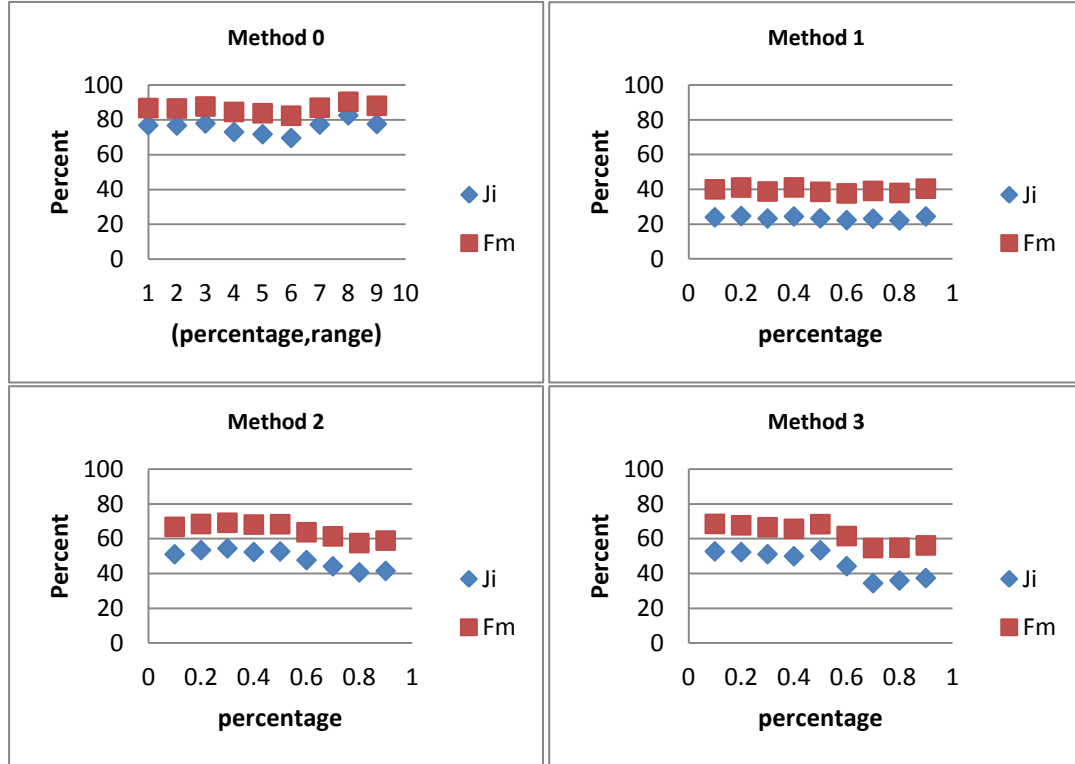 Method 0
100
80
60
40
20
0
Percent
1 2 3 4 5 6 7 8 9 10
(percentage,range)
Ji
Fm
Method 1
100
80
60
40
20
0
Percent
0 0.2 0.4 0.6 0.8 1
percentage
Ji
Fm
Method 2
100
80
60
40
20
0
Percent
0 0.2 0.4 0.6 0.8 1
percentage
Ji
Fm
Method 3
100
80
60
40
20
0
Percent
0 0.2 0.4 0.6 0.8 1
percentage
Ji
Fm